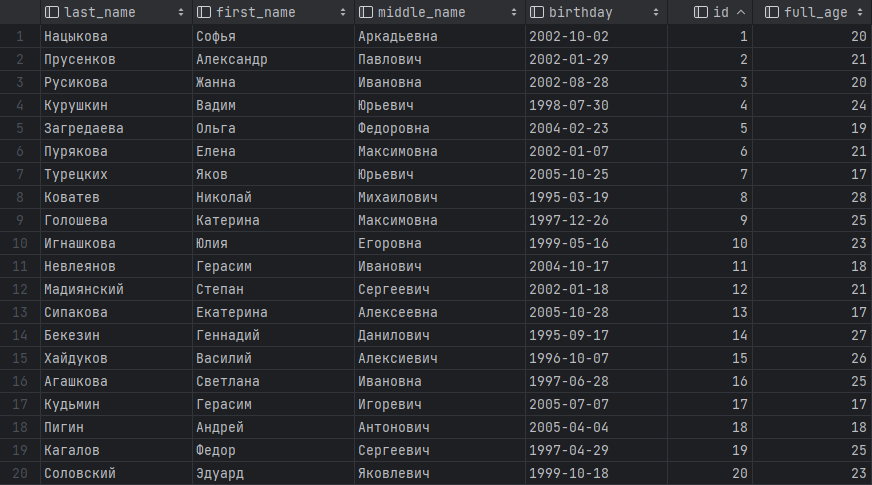 last_name first_name middle_name birthday id full_age
1 Нацыкова Софья Аркадьевна 2002-10-02 1 20
2 Прусенков Александр Павлович 2002-01-29 2 21
3 Русикова Жанна Ивановна 2002-08-28 3 20
4 Курушкин Вадим Юрьевич 1998-07-30 4 24
5 Загредаева Ольга Федоровна 2004-02-23 5 19
6 Пурякова Елена Максимовна 2002-01-07 6 21
7 Турецких Яков Юрьевич 2005-10-25 7 17
8 Коватев Николай Михаилович 1995-03-19 8 28
9 Голошева Катерина Максимовна 1997-12-26 9 25
10 Игнашкова Юлия Егоровна 1999-05-16 10 23
11 Невлеянов Герасим Иванович 2004-10-17 11 18
12 Мадиянский Степан Сергеевич 2002-01-18 12 21
13 Сипакова Екатерина Алексеевна 2005-10-28 13 17
14 Бекезин Геннадий Данилович 1995-09-17 14 27
15 Хайдуков Василий Алексиевич 1996-10-07 15 26
16 Агашкова Светлана Ивановна 1997-06-28 16 25
17 Кудьмин Герасим Игоревич 2005-07-07 17 17
18 Пигин Андрей Антонович 2005-04-04 18 18
19 Кагалов Федор Сергеевич 1997-04-29 19 25
20 Соловский Эдуард Яковлевич 1999-10-18 20 23